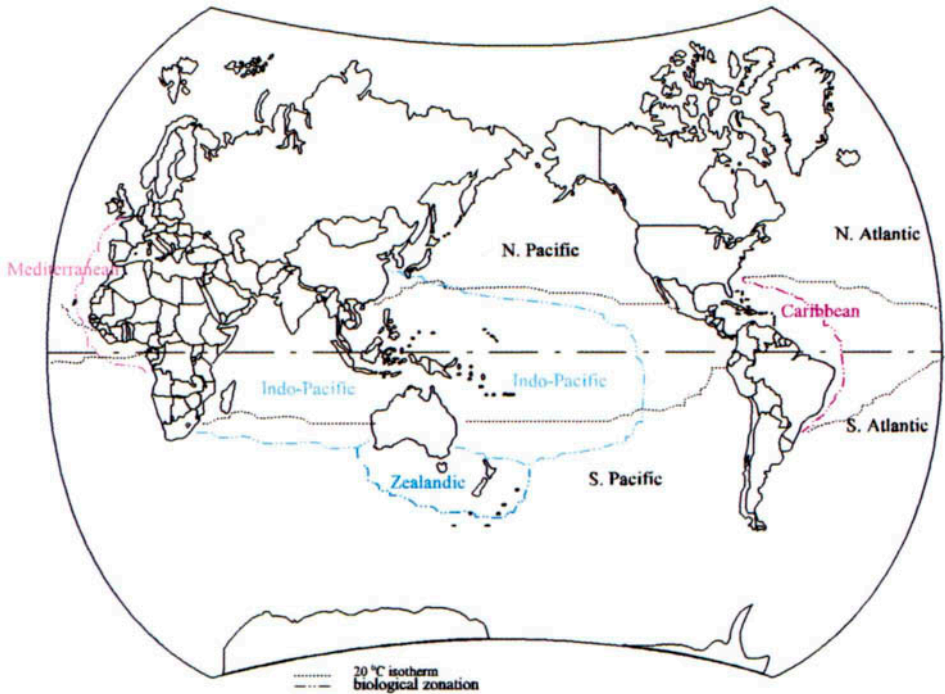 N. Atlantic
N. Pacific
Mediterranean
Caribbean
Indo-Pacific
Indo-Pacific
S. Atlantic
Zealandic
S. Pacific
20 °C isotherm
biological zonation